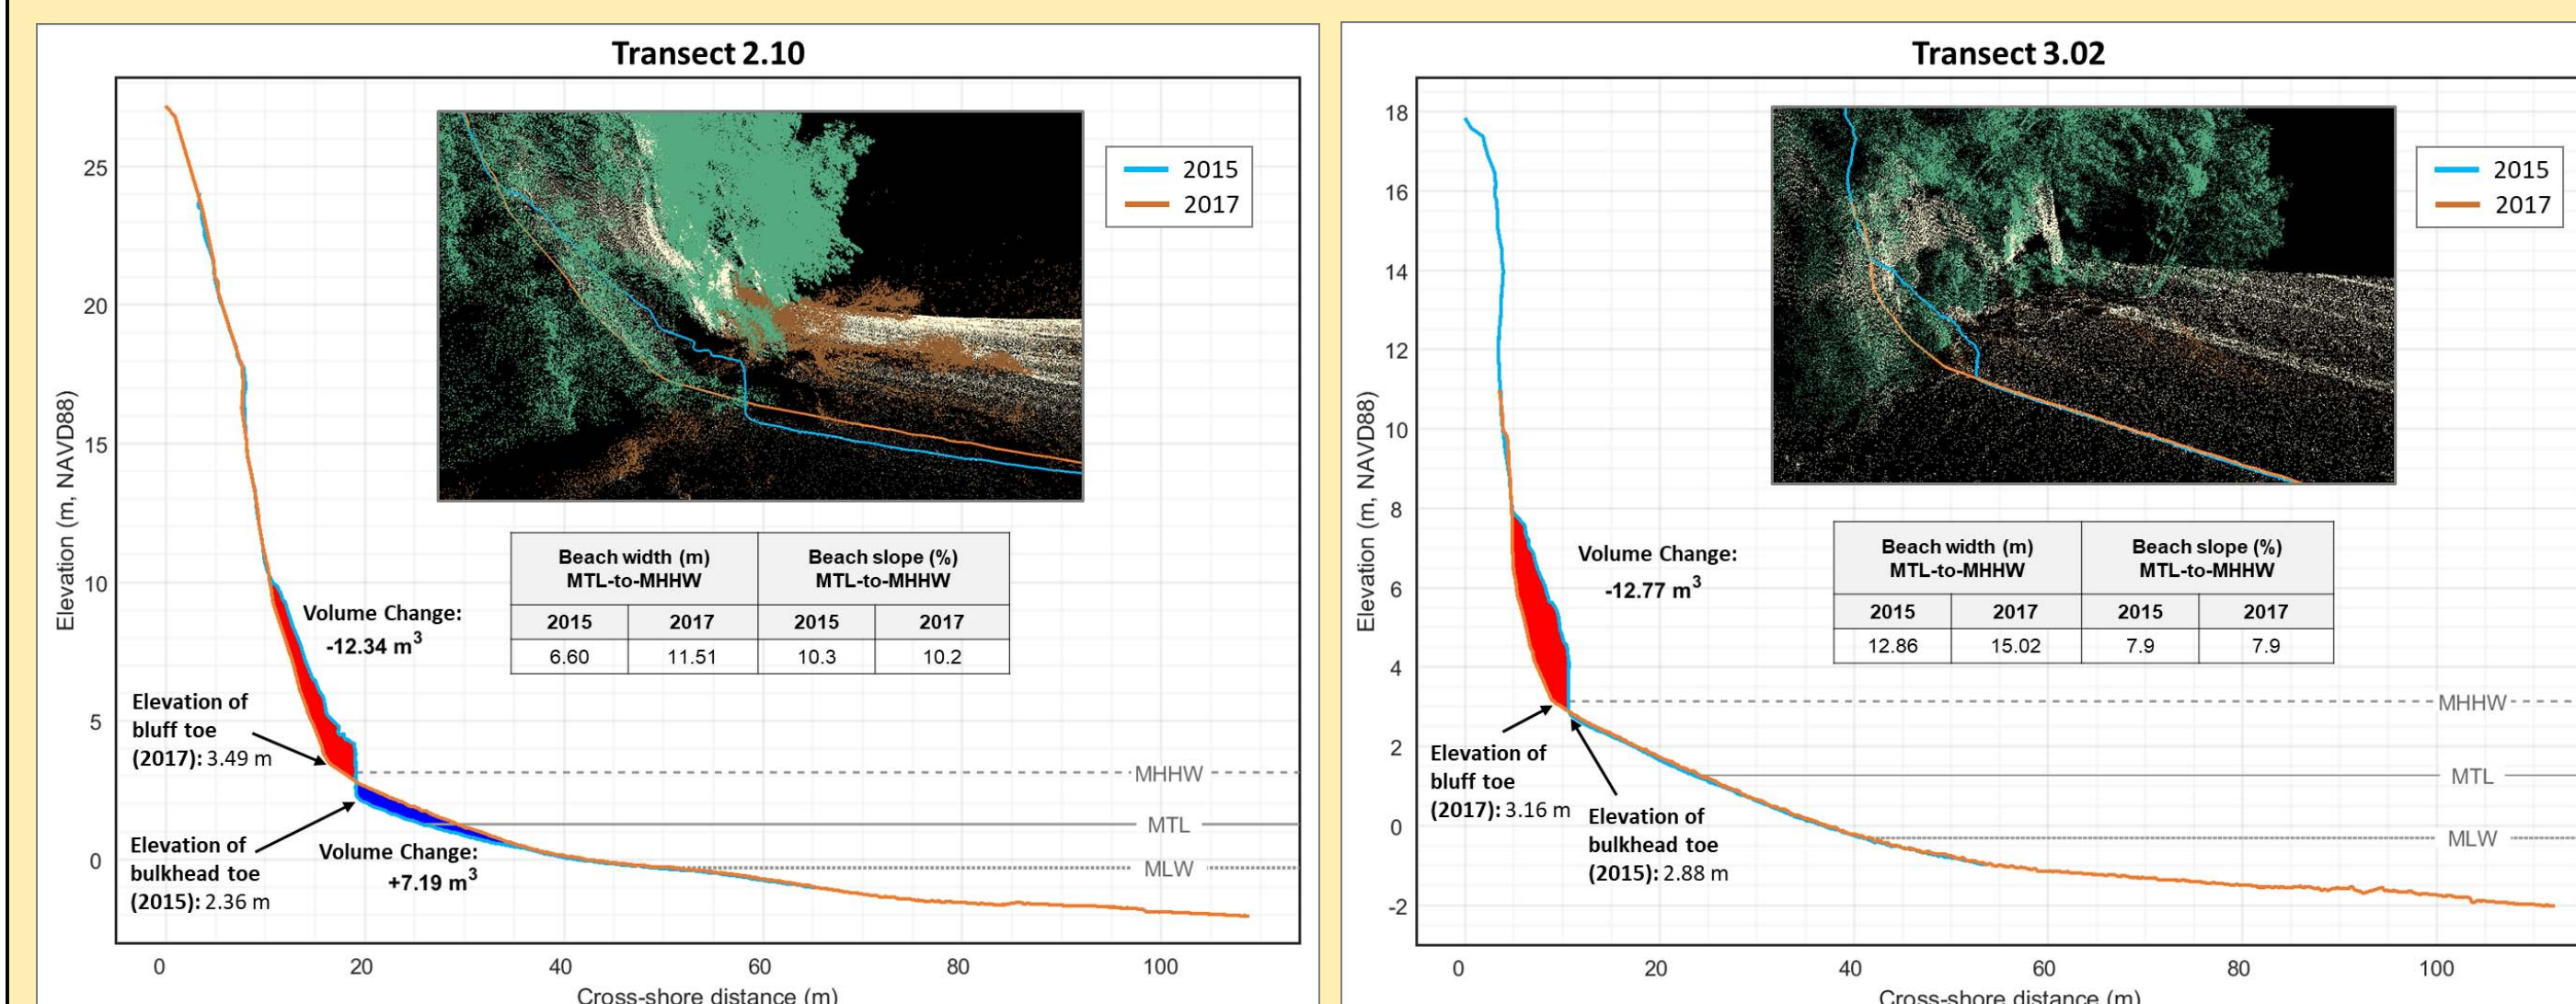 Transect 2.10
25
20
15
10
5
0
Elevation (m, NAVD88)
2015
2017
Beach width (m)
MTL-to-MHHW
Beach slope (%)
MTL-to-MHHW
2015 2017 2015 2017
6.60 11.51 10.3 10.2
Volume Change:
-12.34 m³
Elevation of
bluff toe
(2017): 3.49 m
MHHW
MTL
MLW
Elevation of
bulkhead toe
(2015): 2.36 m
Volume Change:
+7.19 m³
0 20 40 60 80 100
Cross-shore distance (m)
Transect 3.02
18
16
14
12
10
8
6
4
2
0
-2
Elevation (m, NAVD88)
2015
2017
Volume Change:
-12.77 m³
Beach width (m)
MTL-to-MHHW
Beach slope (%)
MTL-to-MHHW
2015 2017 2015 2017
12.86 15.02 7.9 7.9
MHHW
MTL
MLW
Elevation of
bluff toe
(2017): 3.16 m
Elevation of
bulkhead toe
(2015): 2.88 m
0 20 40 60 80 100
Cross-shore distance (m)